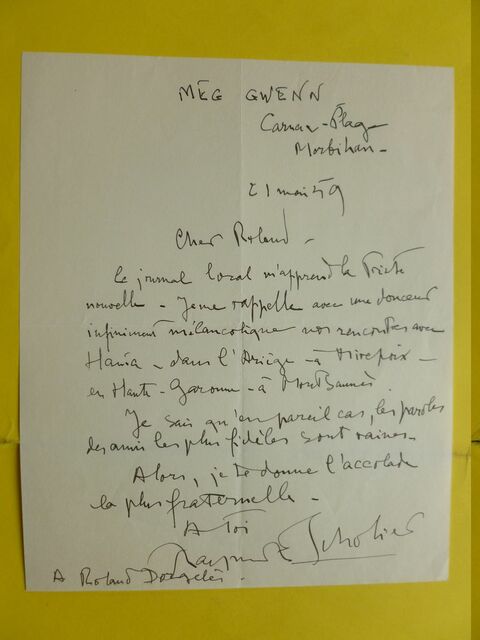 MEG GWENN
Carnac-Plage
Morbihan -
21 mai 59
Cher Roland -
Le journal local m'apprend la triste
nouvelle - Je me rappelle avec une douceur
infiniment mélancolique nos rencontres avec
Hania - dans l'Ariège - à Mirepoix -
en Haute-Garonne - à Montsaunès.
Je sais qu'en pareil cas, les paroles
des amis les plus fidèles sont vaines -
Alors, je te donne l'accolade
la plus fraternelle -
A Toi
Raymond Escholier
A Roland Dorgelès.